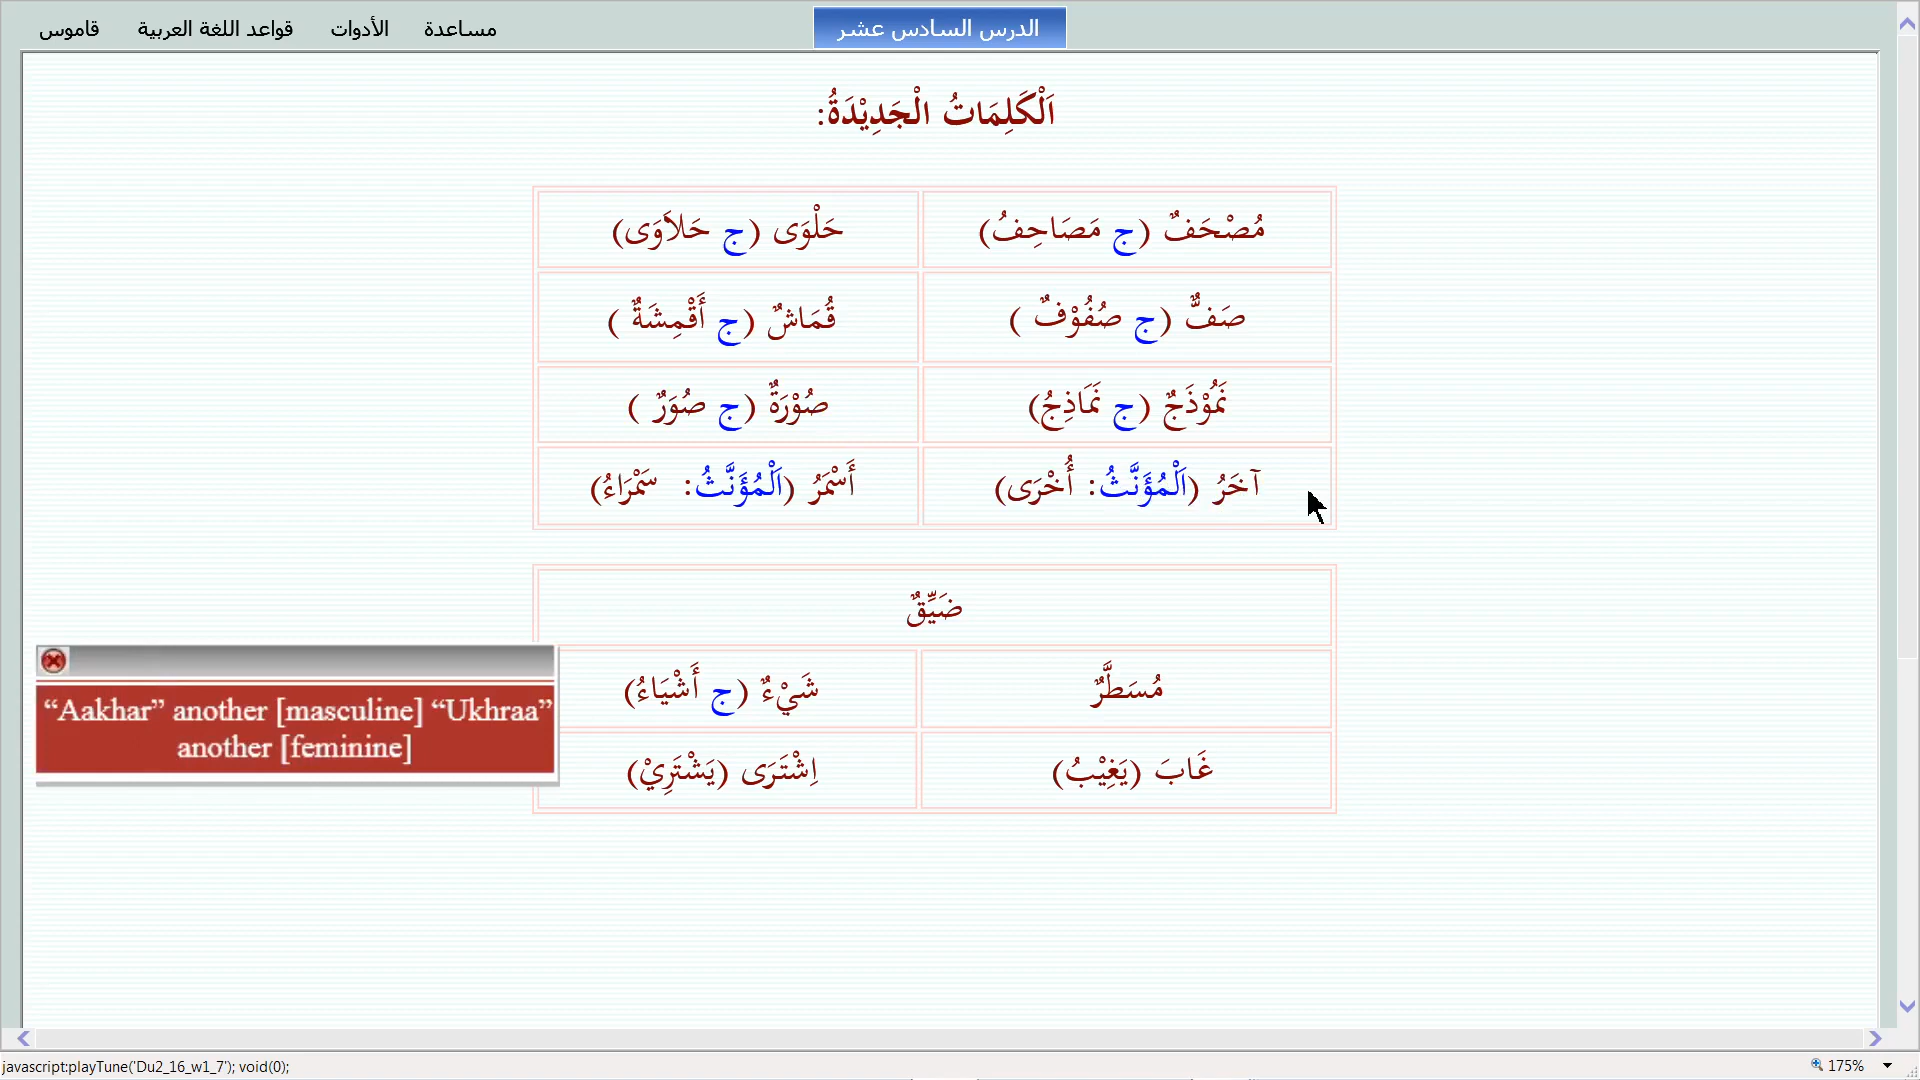 الدرس السادس عشر
مساعدة
الأدوات
قواعد اللغة العربية
قاموس
اَلْكَلِمَاتُ الْجَدِيْدَةُ:
مُصْحَفٌ (ج مَصَاحِفُ)
حَلْوَى (ج حَلاَوَى)
صَفٌّ (ج صُفُوْفٌ )
قُمَاشٌ (ج أَقْمِشَةٌ )
نَمُوْذَجٌ (ج نَمَاذِجُ)
صُوْرَةٌ (ج صُوَرٌ )
آخَرُ (اَلْمُؤَنَّثُ: أُخْرَى)
أَسْمَرُ (اَلْمُؤَنَّثُ: سَمْرَاءُ)
ضَيِّقٌ
مُسَطَّرٌ
شَيْءٌ (ج أَشْيَاءُ)
غَابَ (يَغِيْبُ)
اِشْتَرَى (يَشْتَرِيْ)
“Aakhar” another [masculine] “Ukhraa”
another [feminine]
javascript:playTune('Du2_16_w1_7'); void(0);
175%